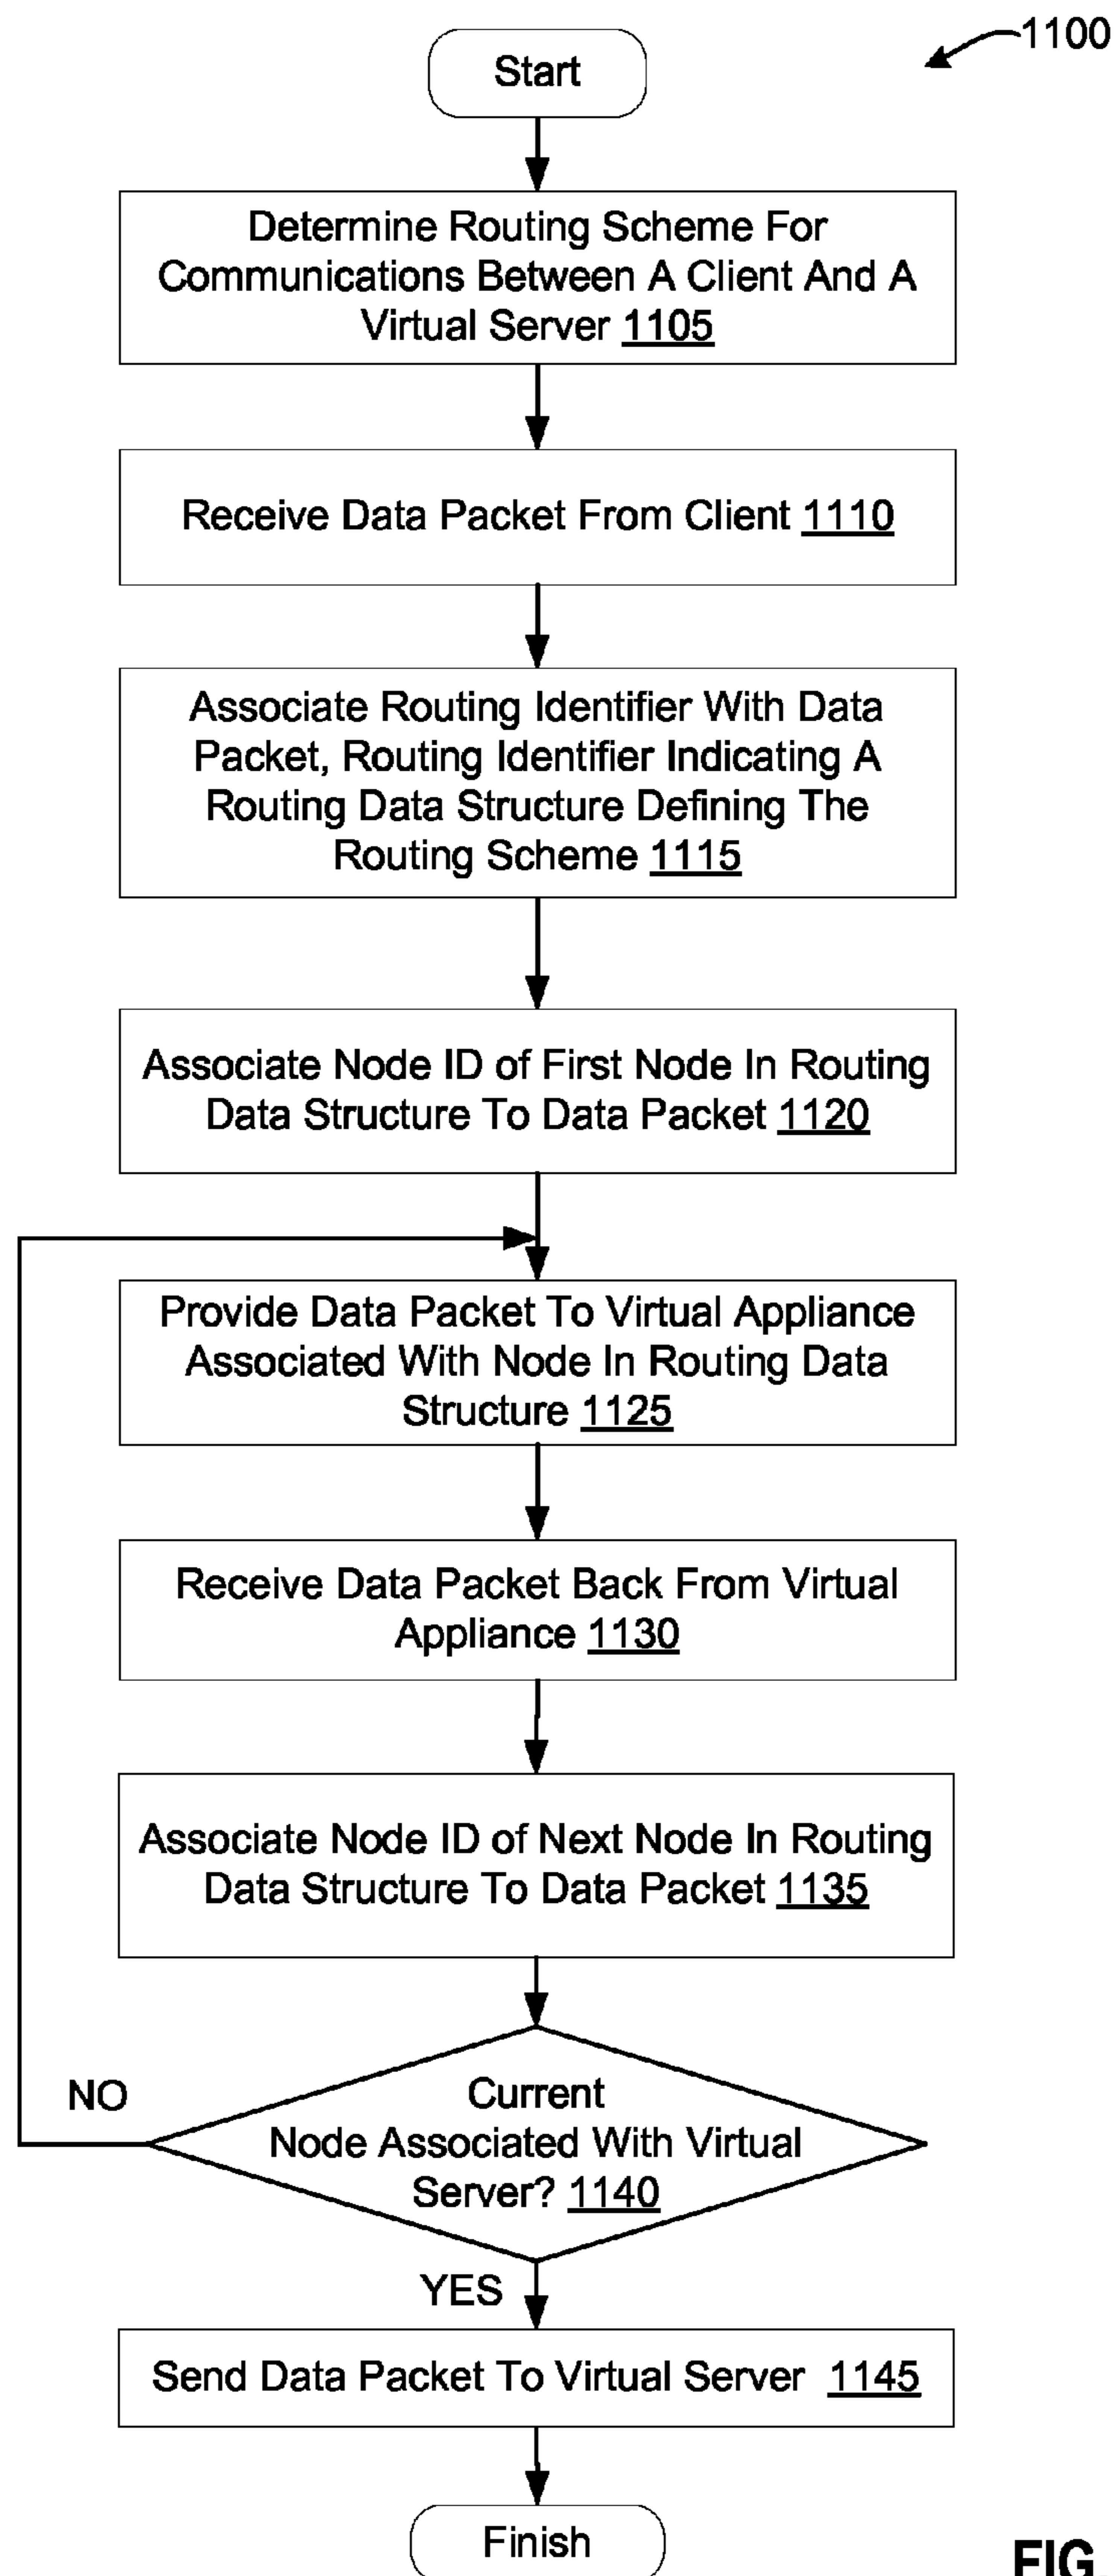 1100
Start
Determine Routing Scheme For
Communications Between A Client And A
Virtual Server 1105
Receive Data Packet From Client 1110
Associate Routing Identifier With Data
Packet, Routing Identifier Indicating A
Routing Data Structure Defining The
Routing Scheme 1115
Associate Node ID of First Node In Routing
Data Structure To Data Packet 1120
Provide Data Packet To Virtual Appliance
Associated With Node In Routing Data
Structure 1125
Receive Data Packet Back From Virtual
Appliance 1130
Associate Node ID of Next Node In Routing
Data Structure To Data Packet 1135
NO
Current
Node Associated With Virtual
Server? 1140
YES
Send Data Packet To Virtual Server 1145
Finish
FIG